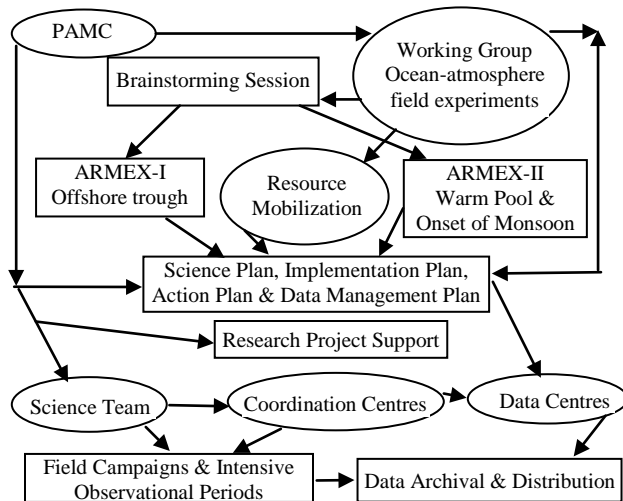 PAMC
Working Group
Ocean-atmosphere
field experiments
Brainstorming Session
ARMEX-I
Offshore trough
Resource
Mobilization
ARMEX-II
Warm Pool &
Onset of Monsoon
Science Plan, Implementation Plan,
Action Plan & Data Management Plan
Research Project Support
Science Team
Coordination Centres
Data Centres
Field Campaigns & Intensive
Observational Periods
Data Archival & Distribution